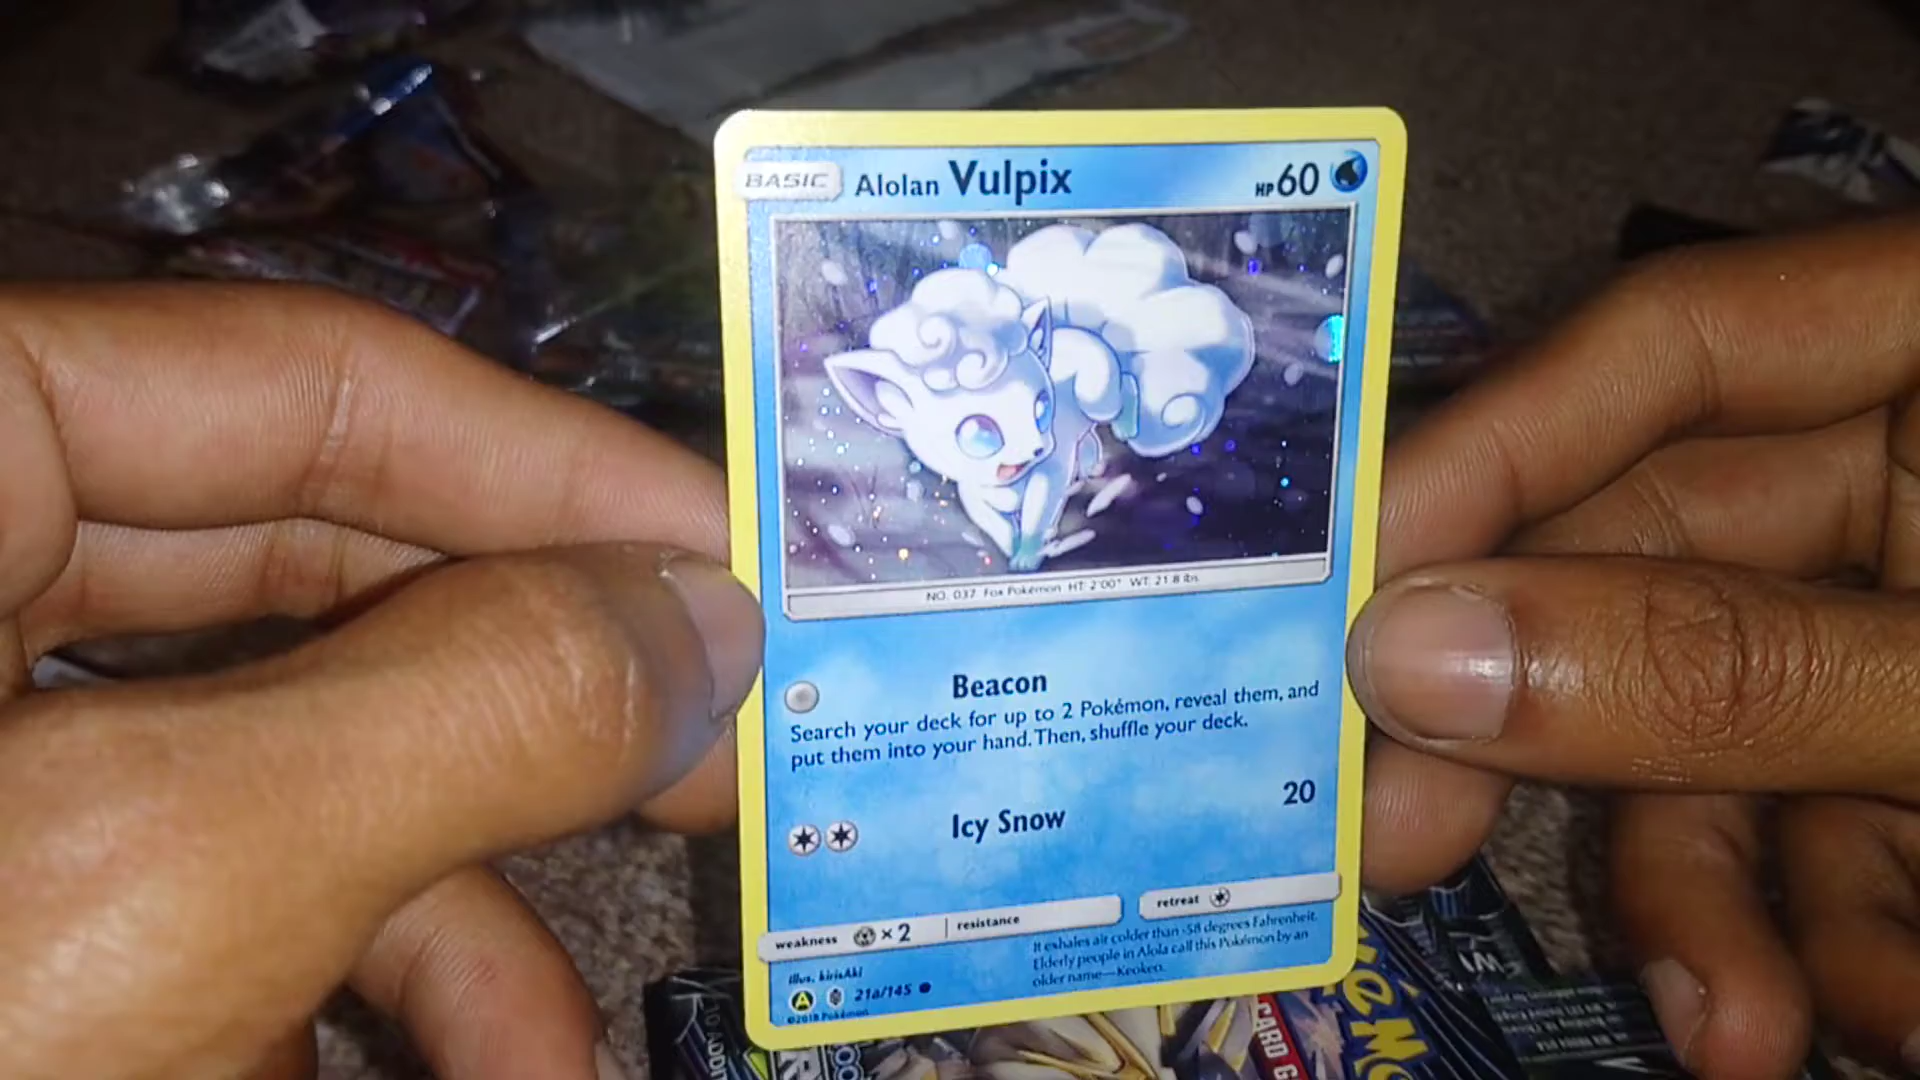 BASIC Alolan Vulpix HP 60
NO. 037 Fox Pokémon HT: 2'00" WT: 21.8 lbs.
Beacon
Search your deck for up to 2 Pokémon, reveal them, and
put them into your hand. Then, shuffle your deck.
Icy Snow 20
weakness ×2 resistance
retreat
It exhales air colder than -58 degrees Fahrenheit.
Elderly people in Alola call this Pokémon by an
older name—Keokeo.
Illus. kirisAki
A 21a/145
©2018 Pokémon
10 ADDIT
CARD G